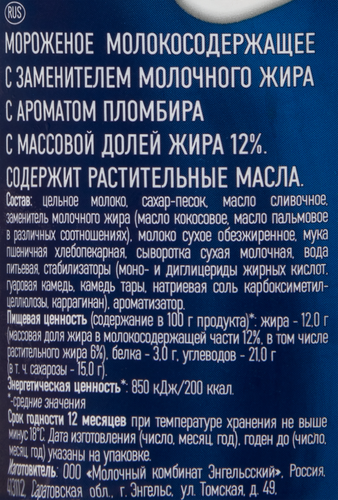 RUS
МОРОЖЕНОЕ МОЛОКОСОДЕРЖАЩЕЕ
С ЗАМЕНИТЕЛЕМ МОЛОЧНОГО ЖИРА
С АРОМАТОМ ПЛОМБИРА
С МАССОВОЙ ДОЛЕЙ ЖИРА 12%.
СОДЕРЖИТ РАСТИТЕЛЬНЫЕ МАСЛА.
Состав: цельное молоко, сахар-песок, масло сливочное,
заменитель молочного жира (масло кокосовое, масло пальмовое
в различных соотношениях), молоко сухое обезжиренное, мука
пшеничная хлебопекарная, сыворотка сухая молочная, вода
питьевая, стабилизаторы (моно- и диглицериды жирных кислот,
гуаровая камедь, камедь тары, натриевая соль карбоксиметил-
целлюлозы, каррагинан), ароматизатор.
Пищевая ценность (содержание в 100 г продукта)*: жира - 12.0 г
(массовая доля жира в молокосодержащей части 12%, в том числе
растительного жира 6%), белка - 3.0 г, углеводов - 21.0 г
(в т. ч. сахарозы - 15.0 г).
Энергетическая ценность*: 850 кДж/200 ккал.
*-средние значения
Срок годности 12 месяцев при температуре хранения не выше
минус 18°С. Дата изготовления (число, месяц, год), годен до (число,
месяц, год) указаны на упаковке.
Изготовитель: ООО «Молочный комбинат Энгельсский», Россия,
413112, Саратовская обл., г. Энгельс, ул. Томская, д. 49.